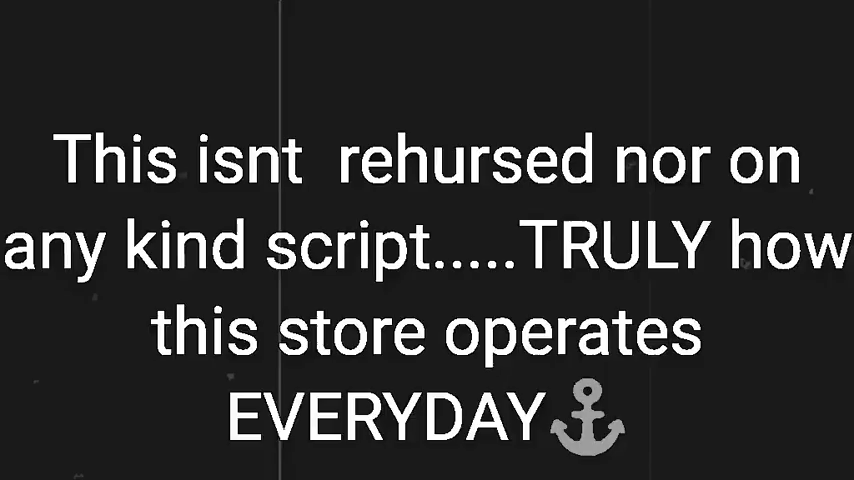 This isnt  rehursed nor on
any kind script.....TRULY how
this store operates
EVERYDAY⚓